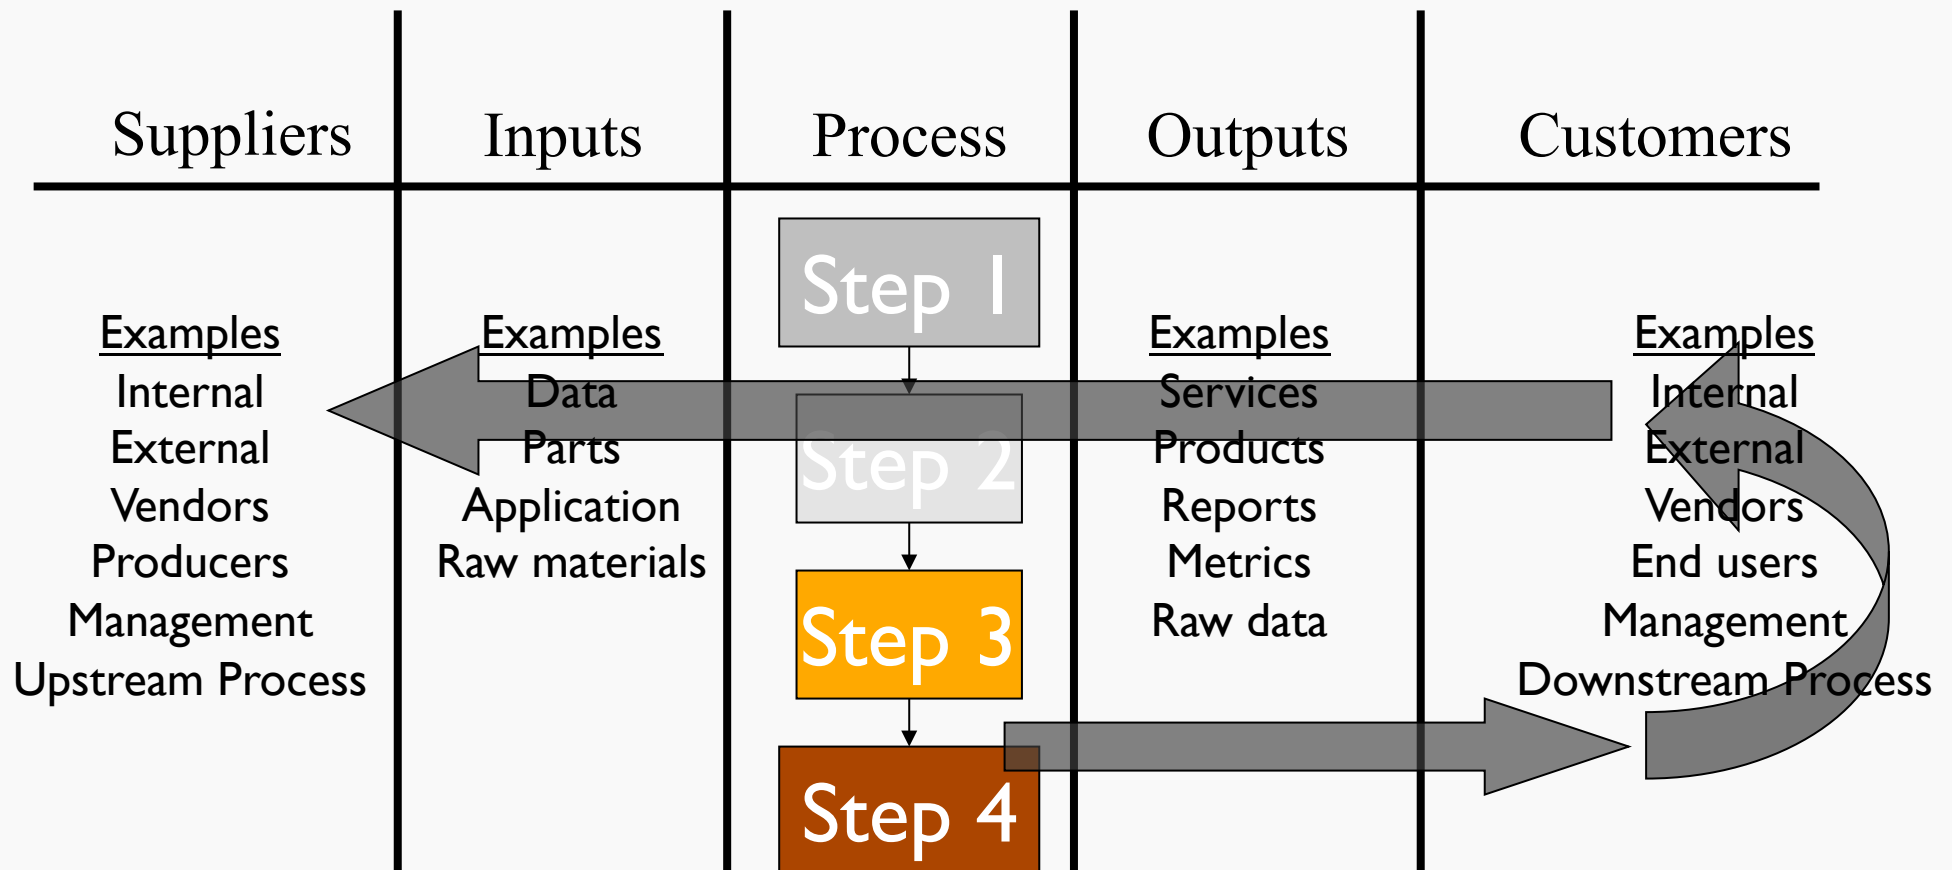 Suppliers
Inputs
Process
Outputs
Customers
Examples
Internal
External
Vendors
Producers
Management
Upstream Process
Examples
Data
Parts
Application
Raw materials
Step 1
Step 2
Step 3
Step 4
Examples
Services
Products
Reports
Metrics
Raw data
Examples
Internal
External
Vendors
End users
Management
Downstream Process